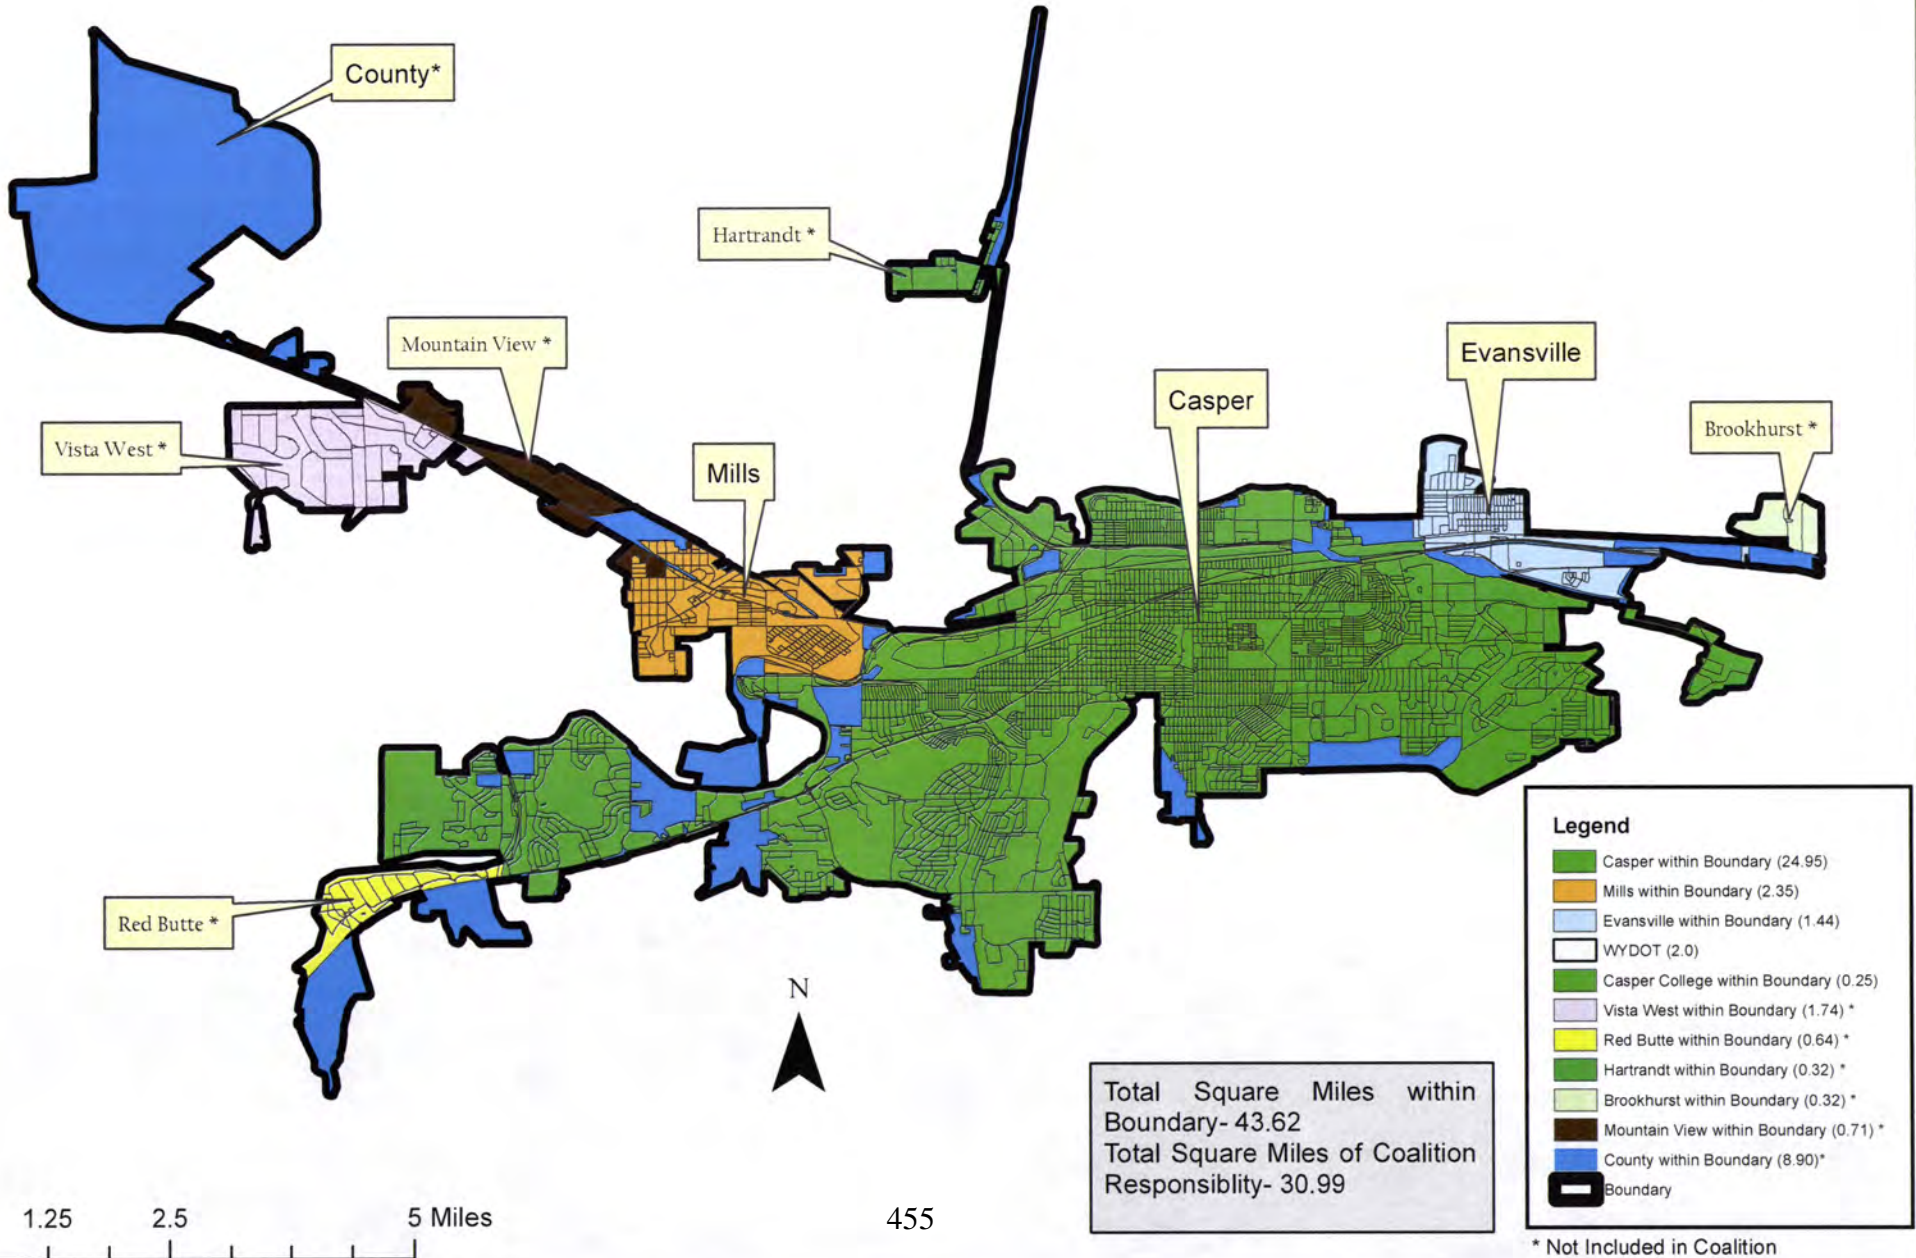 County*
Hartrandt *
Mountain View *
Evansville
Casper
Brookhurst *
Vista West *
Mills
Red Butte *
N
Legend
Casper within Boundary (24.95)
Mills within Boundary (2.35)
Evansville within Boundary (1.44)
WYDOT (2.0)
Casper College within Boundary (0.25)
Vista West within Boundary (1.74) *
Red Butte within Boundary (0.64) *
Hartrandt within Boundary (0.32) *
Brookhurst within Boundary (0.32) *
Mountain View within Boundary (0.71) *
County within Boundary (8.90)*
Boundary
Total Square Miles within
Boundary- 43.62
Total Square Miles of Coalition
Responsiblity- 30.99
1.25 2.5 5 Miles
455
* Not Included in Coalition